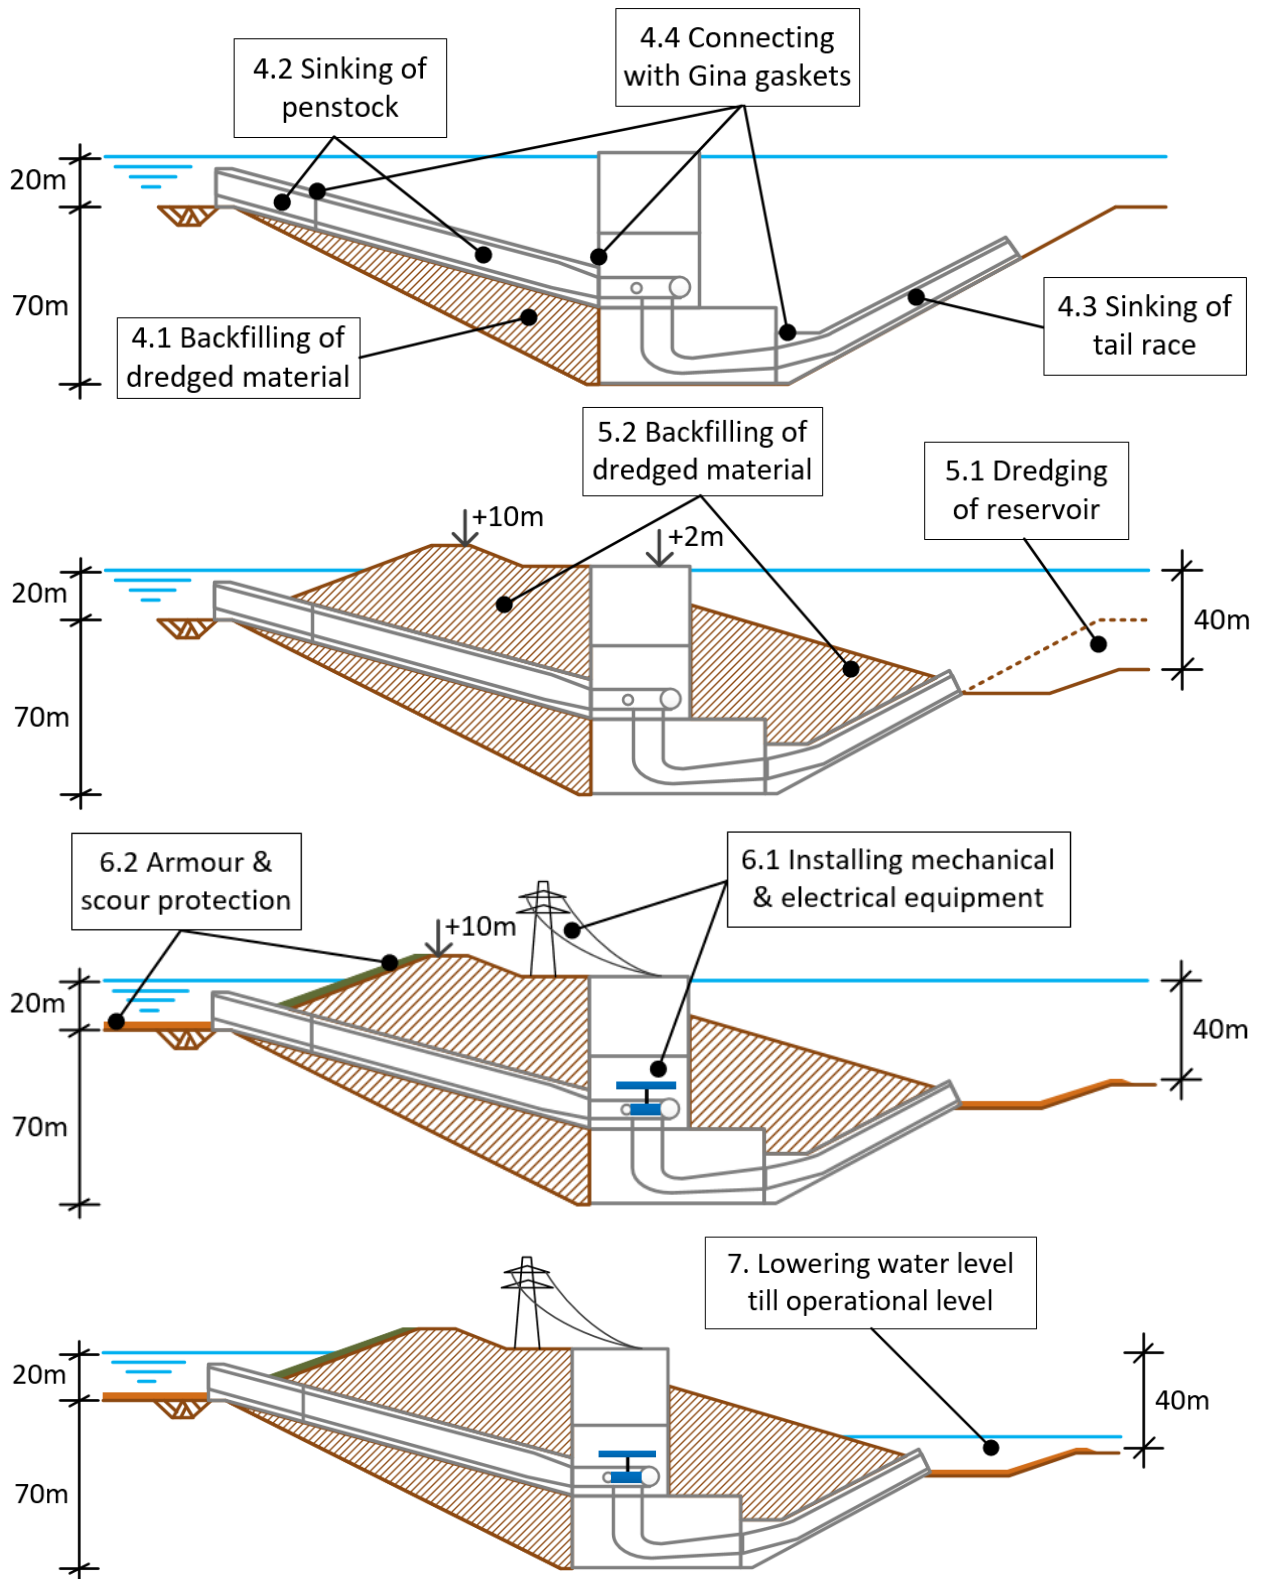 4.4 Connecting
with Gina gaskets
4.2 Sinking of
penstock
20m
70m
4.1 Backfilling of
dredged material
4.3 Sinking of
tail race
5.2 Backfilling of
dredged material
5.1 Dredging
of reservoir
+10m
+2m
20m
40m
70m
6.2 Armour &
scour protection
6.1 Installing mechanical
& electrical equipment
+10m
20m
40m
70m
7. Lowering water level
till operational level
20m
40m
70m